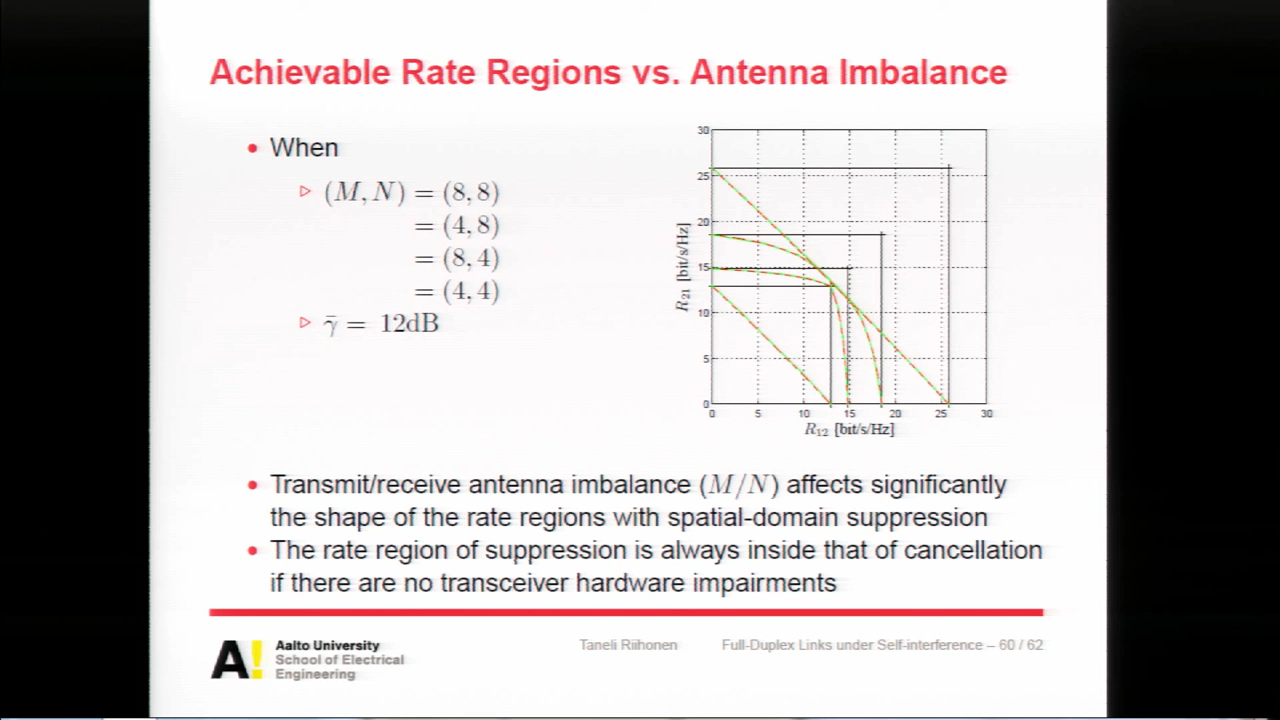 Achievable Rate Regions vs. Antenna Imbalance
• When
▷ (M, N) = (8, 8)
= (4, 8)
= (8, 4)
= (4, 4)
▷ γ̄ = 12dB
30
25
20
15
10
5
0
R21 [bit/s/Hz]
0 5 10 15 20 25 30
R12 [bit/s/Hz]
• Transmit/receive antenna imbalance (M/N) affects significantly
the shape of the rate regions with spatial-domain suppression
• The rate region of suppression is always inside that of cancellation
if there are no transceiver hardware impairments
A!
Aalto University
School of Electrical
Engineering
Taneli Riihonen Full-Duplex Links under Self-interference – 60 / 62